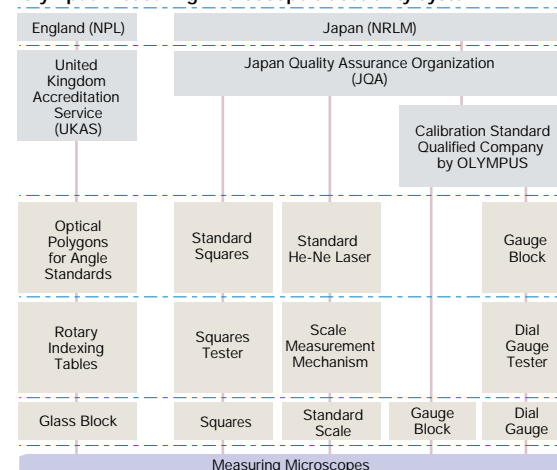 England (NPL)
Japan (NRLM)
United
Kingdom
Accreditation
Service
(UKAS)
Japan Quality Assurance Organization
(JQA)
Calibration Standard
Qualified Company
by OLYMPUS
Optical
Polygons
for Angle
Standards
Standard
Squares
Standard
He-Ne Laser
Gauge
Block
Rotary
Indexing
Tables
Squares
Tester
Scale
Measurement
Mechanism
Dial
Gauge
Tester
Glass Block
Squares
Standard
Scale
Gauge
Block
Dial
Gauge
Measuring Microscopes